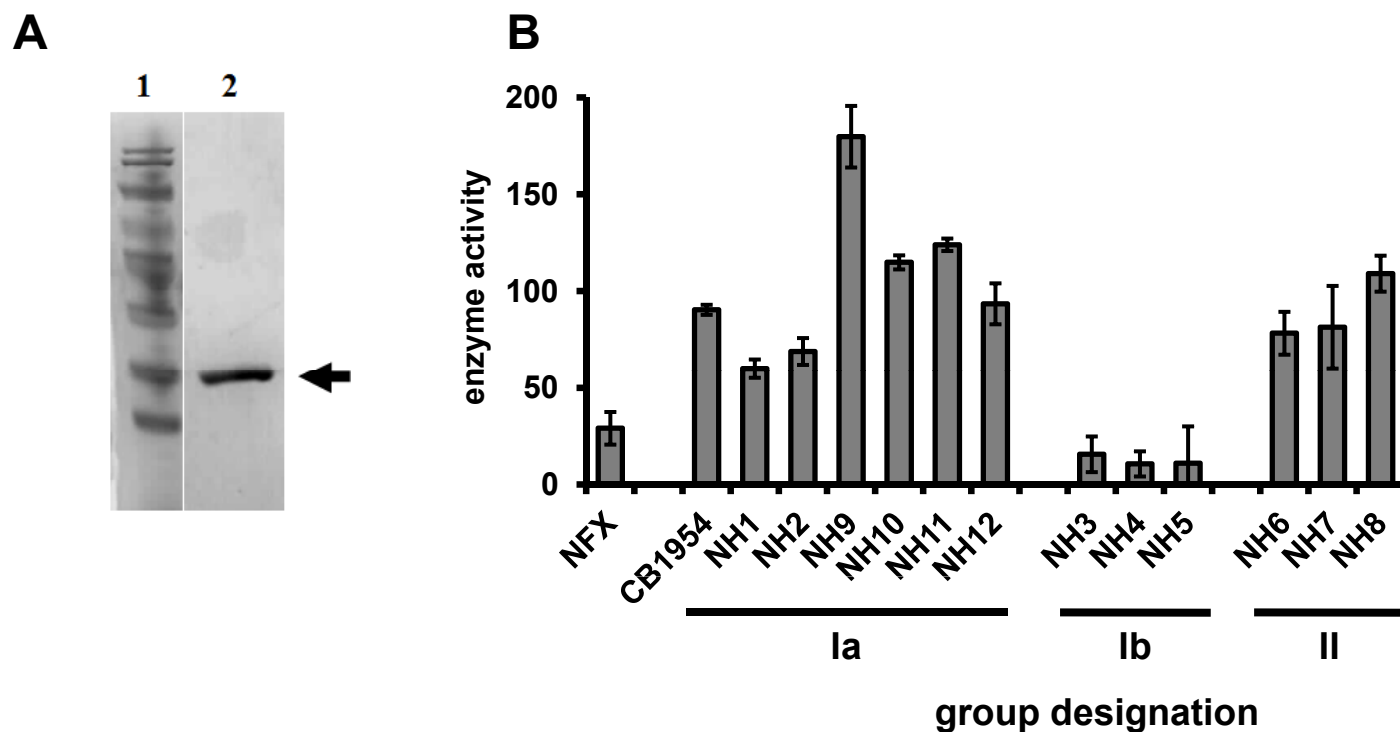 A
B
1 2
200
150
100
50
0
enzyme activity
NFX
CB1954
NH1
NH2
NH9
NH10
NH11
NH12
NH3
NH4
NH5
NH6
NH7
NH8
Ia
Ib
II
group designation